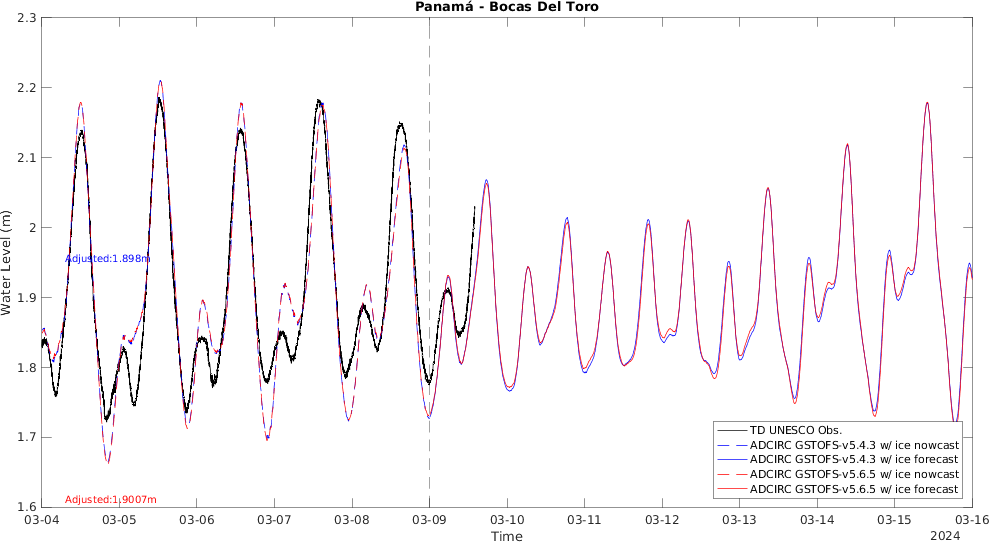 Panamá - Bocas Del Toro
2.3
2.2
2.1
2
1.9
1.8
1.7
1.6
Water Level (m)
Adjusted:1.898m
Adjusted:1.9007m
TD UNESCO Obs.
ADCIRC GSTOFS-v5.4.3 w/ ice nowcast
ADCIRC GSTOFS-v5.4.3 w/ ice forecast
ADCIRC GSTOFS-v5.6.5 w/ ice nowcast
ADCIRC GSTOFS-v5.6.5 w/ ice forecast
03-04 03-05 03-06 03-07 03-08 03-09 03-10 03-11 03-12 03-13 03-14 03-15 03-16
Time
2024